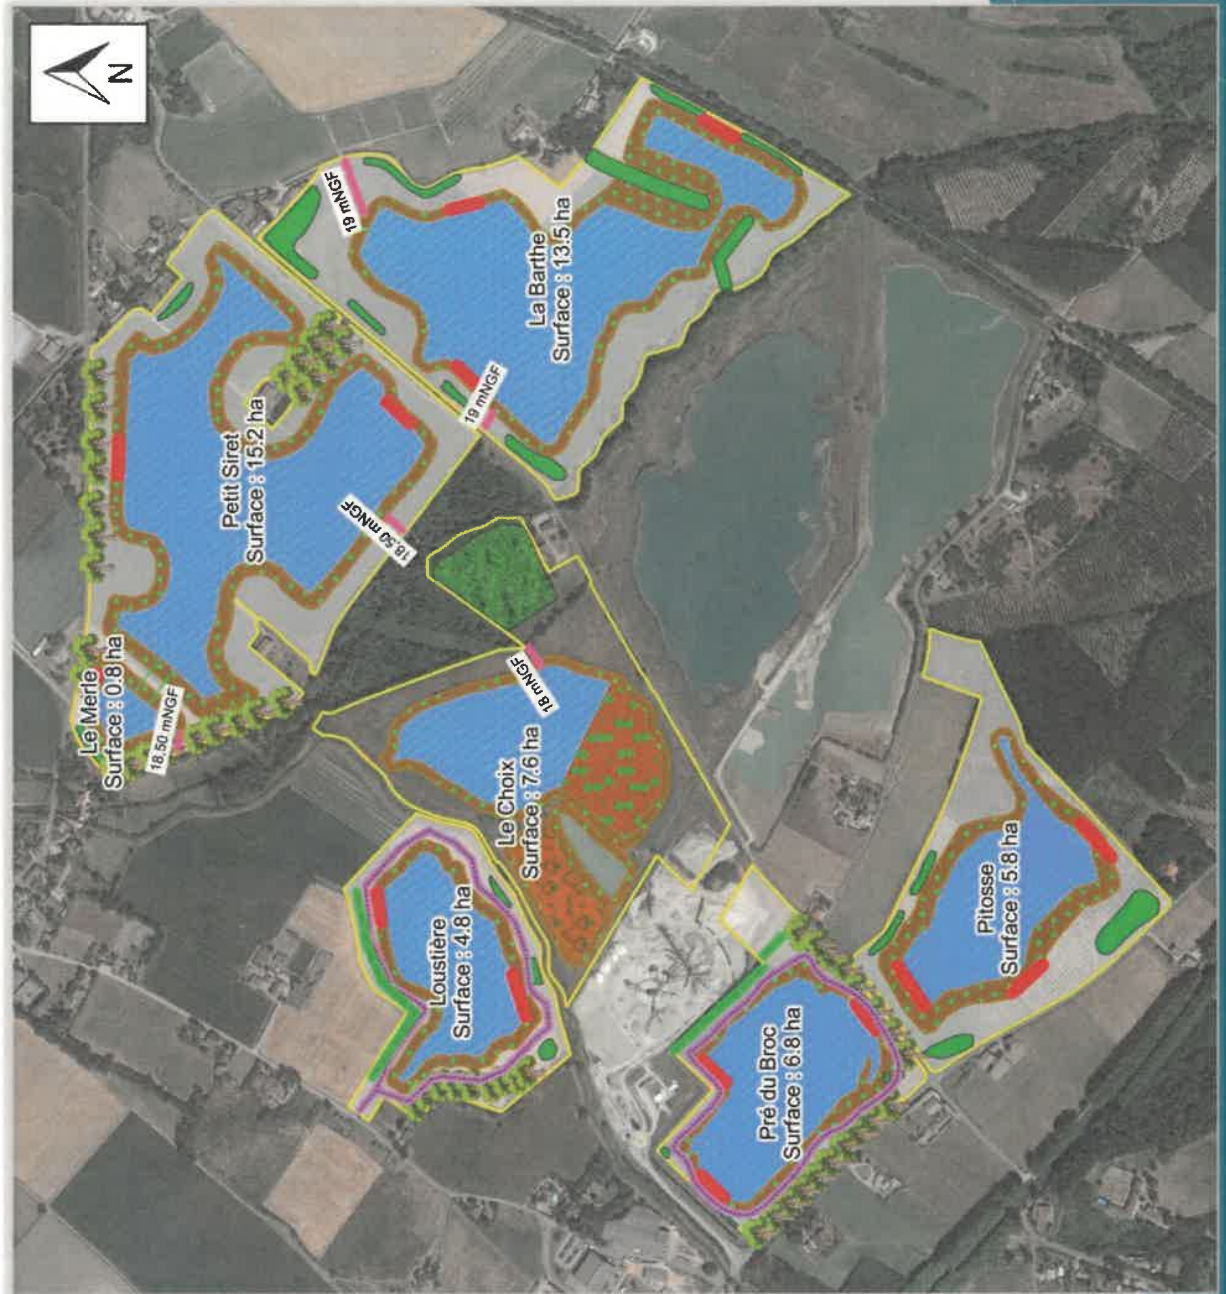 N
19 mNGF
La Barthe
Surface : 13.5 ha
19 mNGF
Petit Siret
Surface : 15.2 ha
18.50 mNGF
Le Merle
Surface : 0.8 ha
18.50 mNGF
18 mNGF
Le Choix
Surface : 7.6 ha
Loustière
Surface : 4.8 ha
Pitosse
Surface : 5.8 ha
Pré du Broc
Surface : 6.8 ha